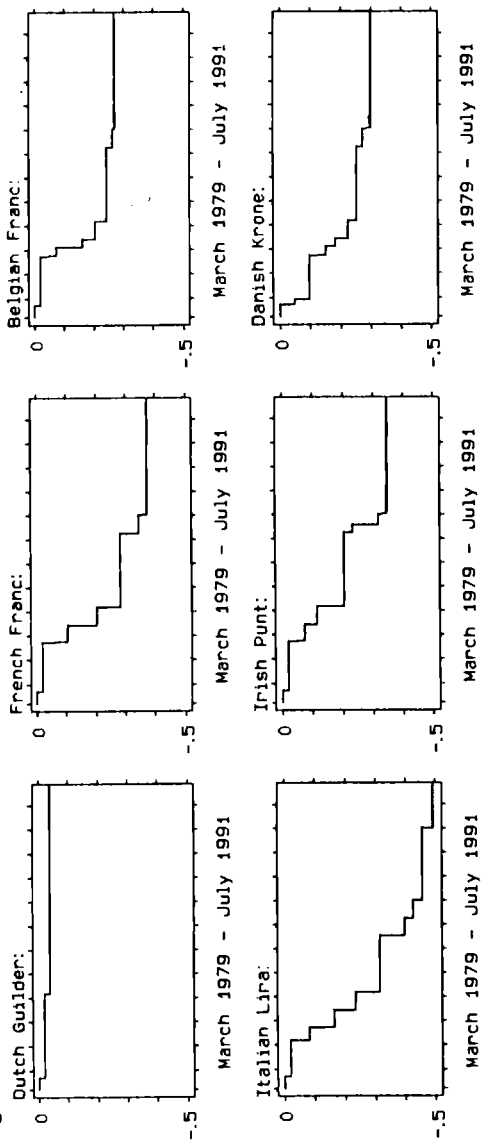 Dutch Guilder:
0
-.5
March 1979 - July 1991
French Franc:
0
-.5
March 1979 - July 1991
Belgian Franc:
0
-.5
March 1979 - July 1991
Italian Lira:
0
-.5
March 1979 - July 1991
Irish Punt:
0
-.5
March 1979 - July 1991
Danish Krone:
0
-.5
March 1979 - July 1991